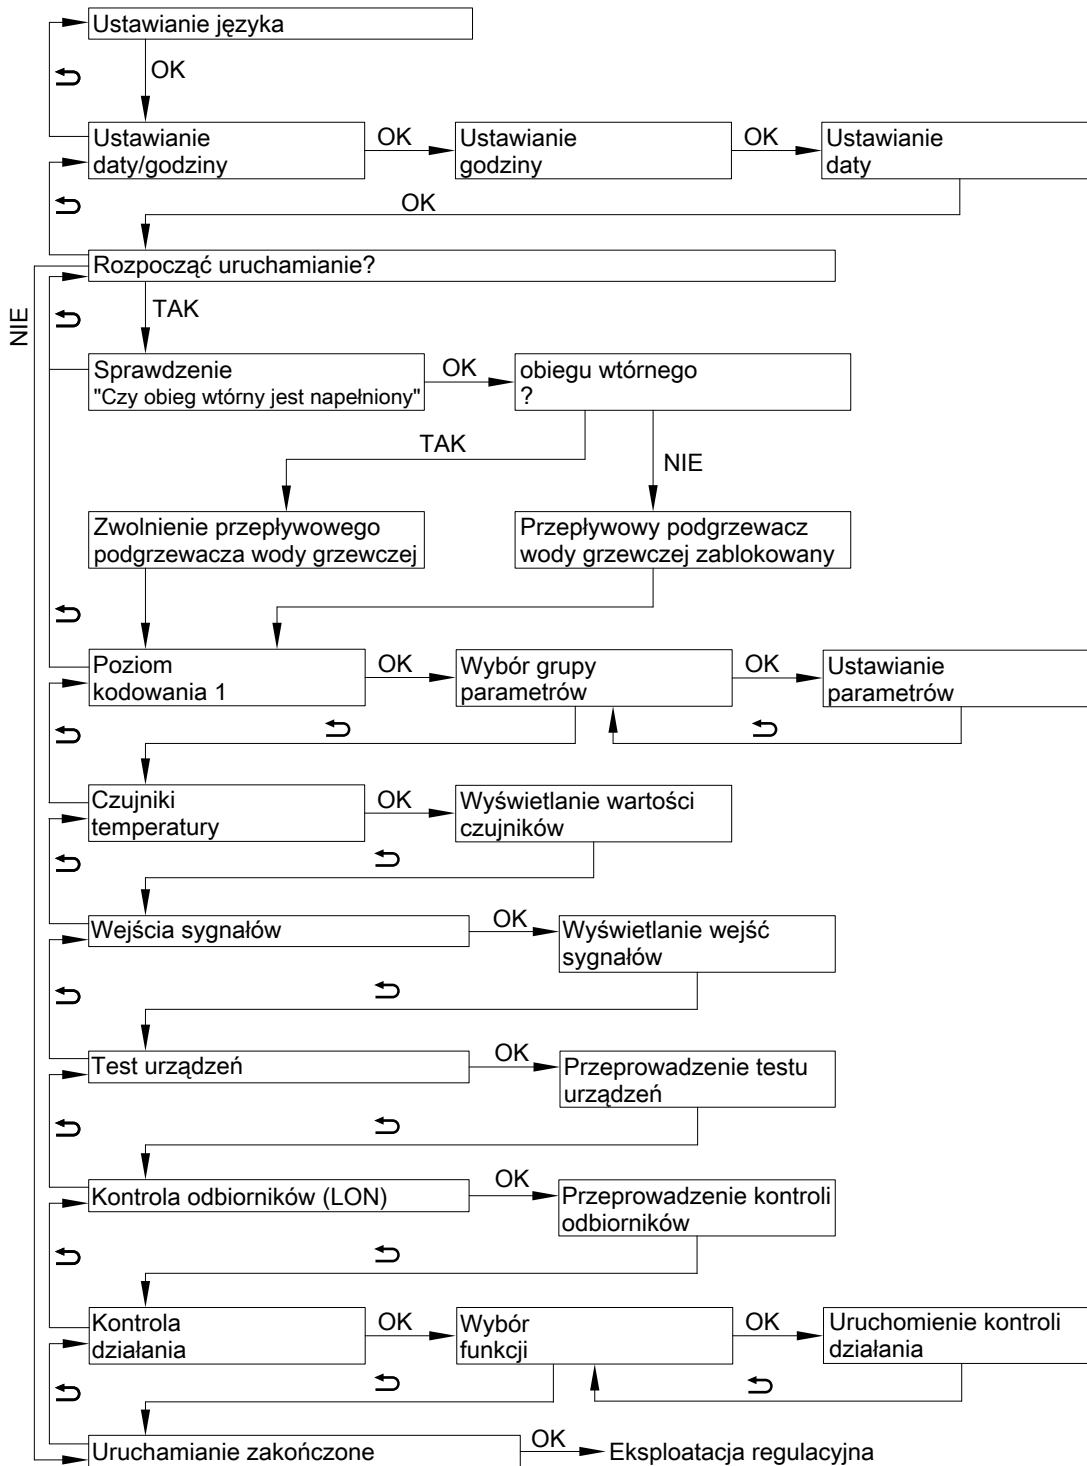 Ustawianie języka
OK
Ustawianie
daty/godziny
OK
Ustawianie
godziny
OK
Ustawianie
daty
OK
Rozpocząć uruchamianie?
NIE
TAK
Sprawdzenie
"Czy obieg wtórny jest napełniony"
OK
obiegu wtórnego
?
TAK
NIE
Zwolnienie przepływowego
podgrzewacza wody grzewczej
Przepływowy podgrzewacz
wody grzewczej zablokowany
Poziom
kodowania 1
OK
Wybór grupy
parametrów
OK
Ustawianie
parametrów
Czujniki
temperatury
OK
Wyświetlanie wartości
czujników
Wejścia sygnałów
OK
Wyświetlanie wejść
sygnałów
Test urządzeń
OK
Przeprowadzenie testu
urządzeń
Kontrola odbiorników (LON)
OK
Przeprowadzenie kontroli
odbiorników
Kontrola
działania
OK
Wybór
funkcji
OK
Uruchomienie kontroli
działania
Uruchamianie zakończone
OK
Eksploatacja regulacyjna